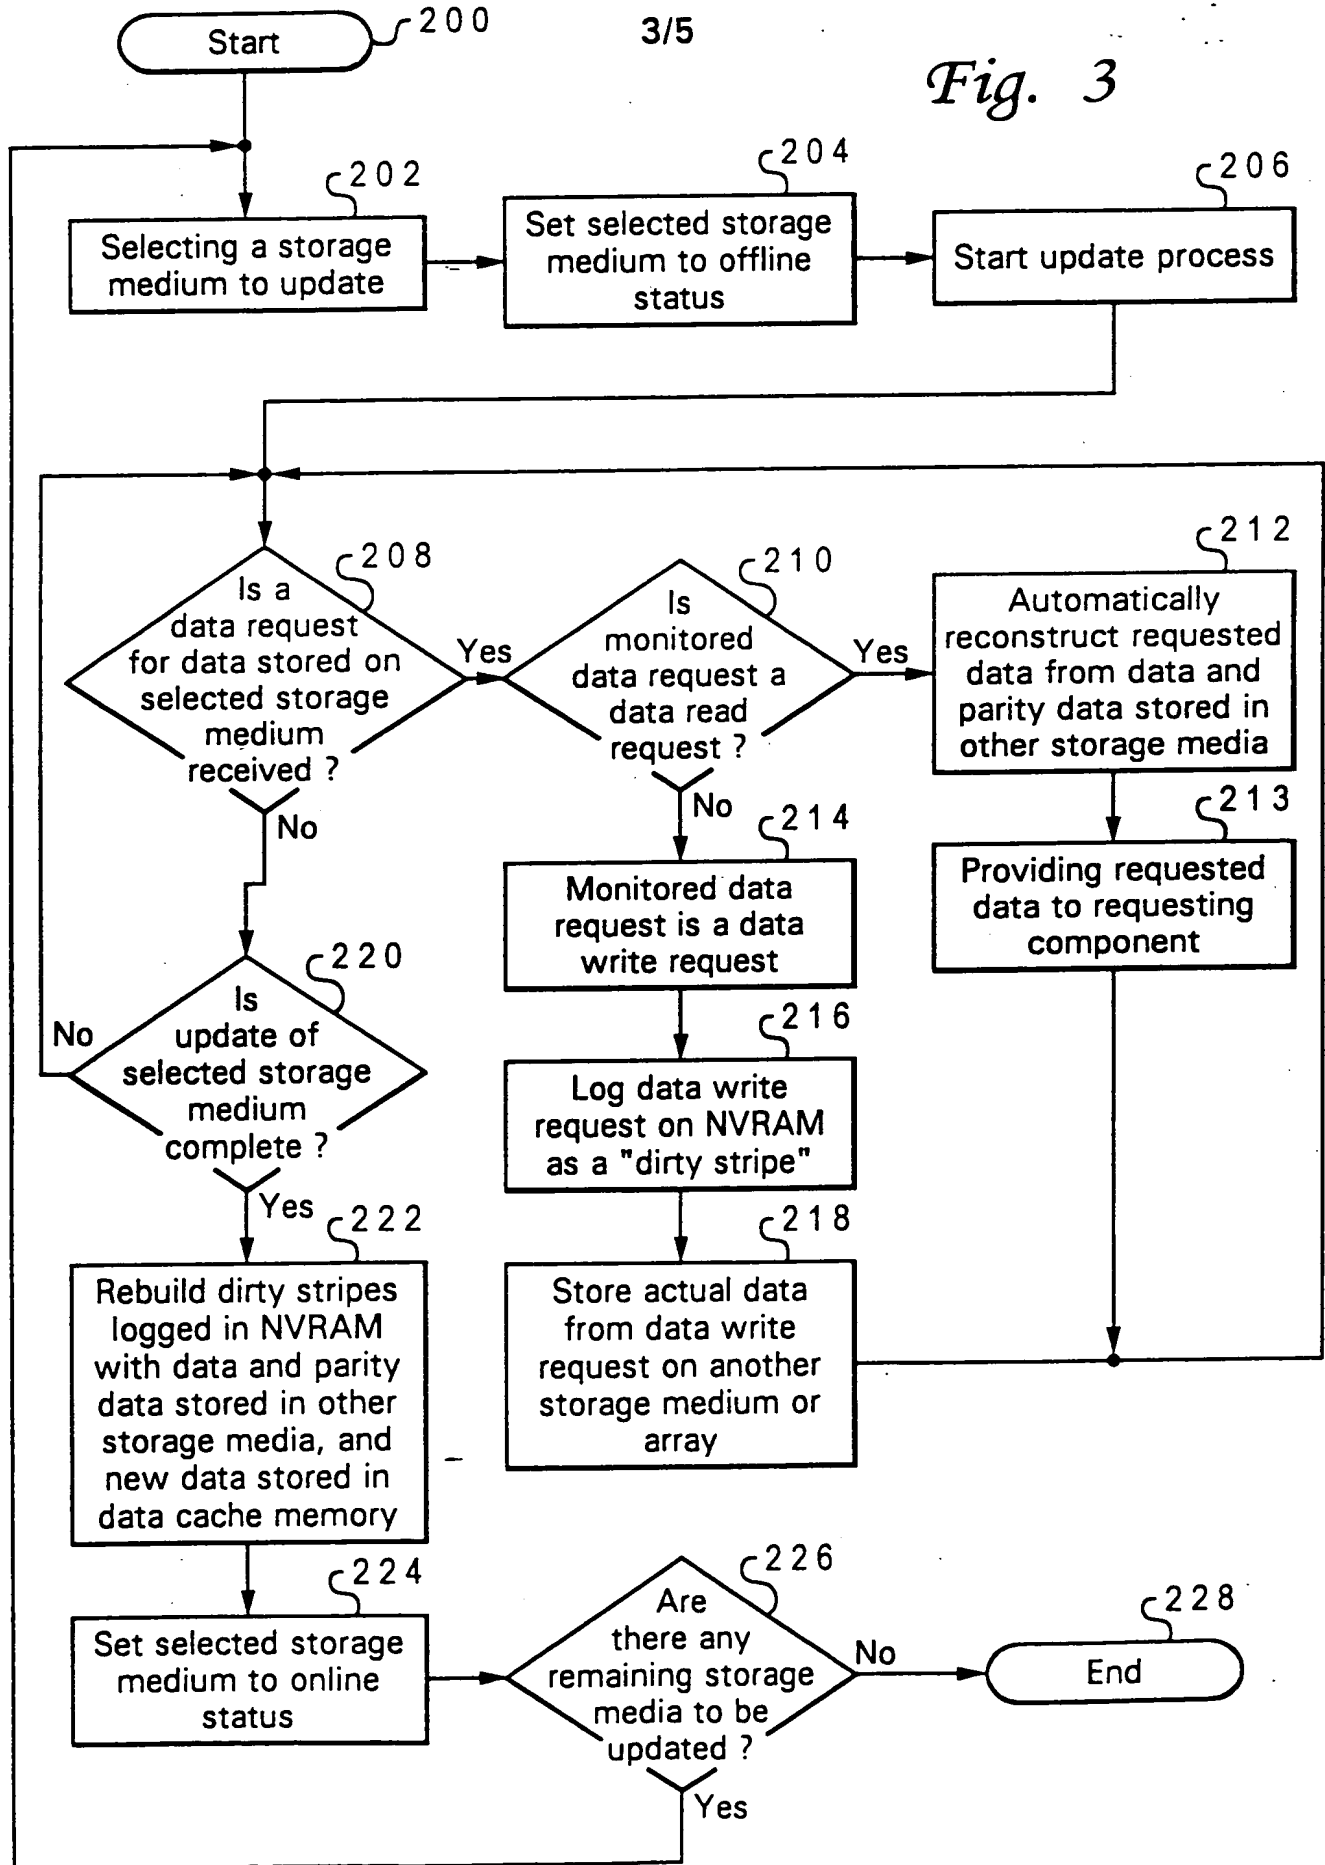 Start
200
3/5
Fig. 3
202
Selecting a storage
medium to update
204
Set selected storage
medium to offline
status
206
Start update process
208
Is a
data request
for data stored on
selected storage
medium
received ?
Yes
No
210
Is
monitored
data request a
data read
request ?
Yes
No
212
Automatically
reconstruct requested
data from data and
parity data stored in
other storage media
213
Providing requested
data to requesting
component
214
Monitored data
request is a data
write request
216
Log data write
request on NVRAM
as a "dirty stripe"
218
Store actual data
from data write
request on another
storage medium or
array
220
Is
update of
selected storage
medium
complete ?
No
Yes
222
Rebuild dirty stripes
logged in NVRAM
with data and parity
data stored in other
storage media, and
new data stored in
data cache memory
224
Set selected storage
medium to online
status
226
Are
there any
remaining storage
media to be
updated ?
No
Yes
228
End